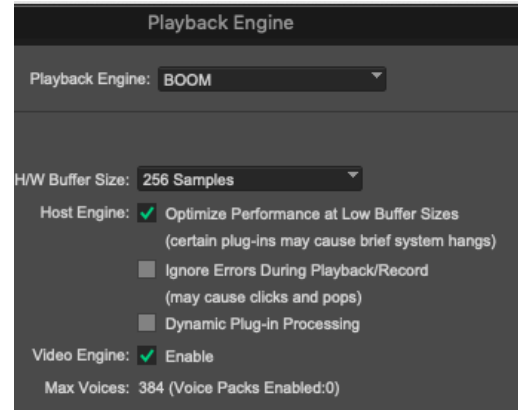 Playback Engine
Playback Engine: BOOM
H/W Buffer Size: 256 Samples
Host Engine: Optimize Performance at Low Buffer Sizes
(certain plug-ins may cause brief system hangs)
Ignore Errors During Playback/Record
(may cause clicks and pops)
Dynamic Plug-in Processing
Video Engine: Enable
Max Voices: 384 (Voice Packs Enabled:0)